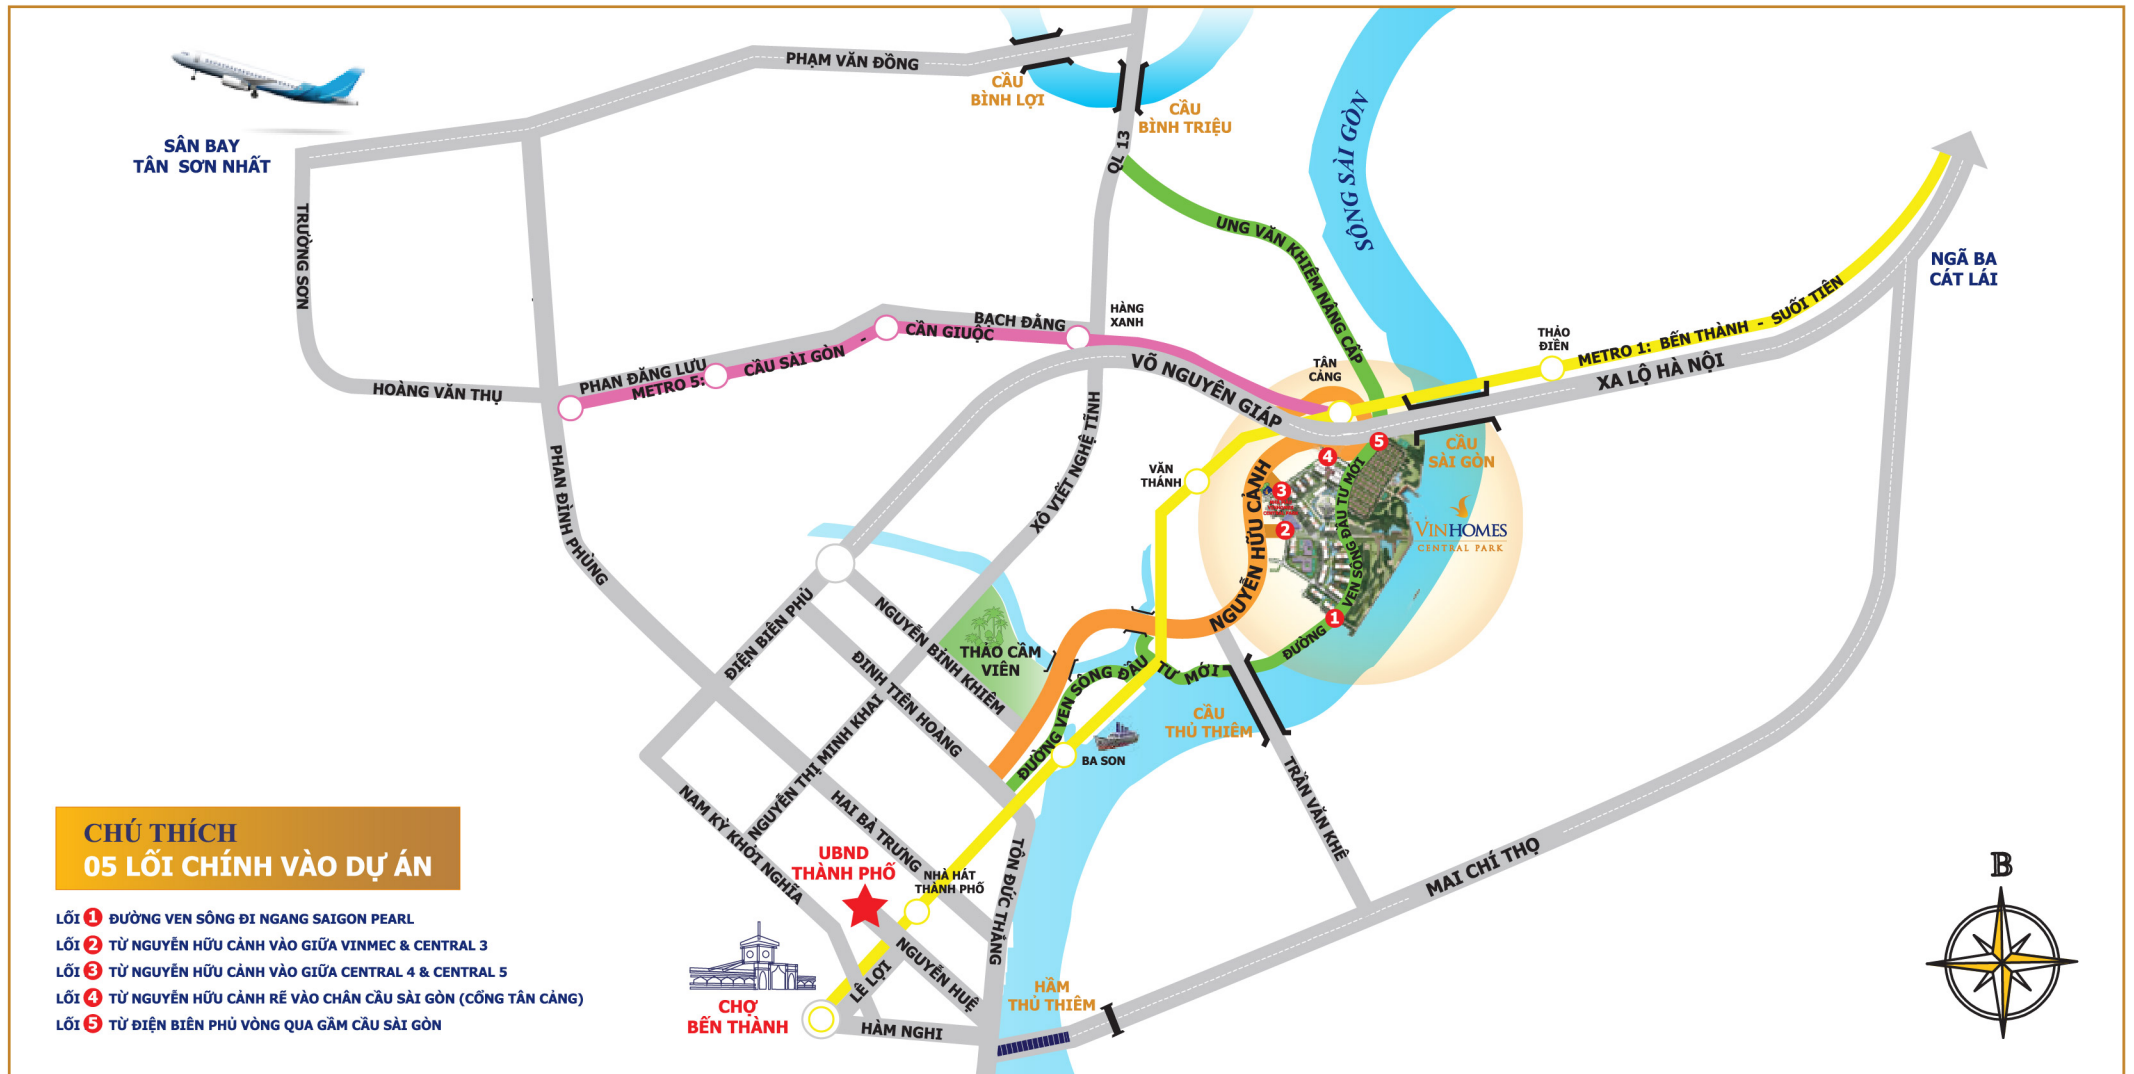 PHẠM VĂN ĐỒNG
CẦU
BÌNH LỢI
CẦU
BÌNH TRIỆU
SÂN BAY
TÂN SƠN NHẤT
QL 13
SÔNG SÀI GÒN
TRƯỜNG SƠN
UNG VĂN KHIÊM NÂNG CẤP
NGÃ BA
CÁT LÁI
HÀNG
XANH
BẠCH ĐẰNG
CẦN GIUỘC
PHAN ĐĂNG LƯU
METRO 5:
CẦU SÀI GÒN -
HOÀNG VĂN THỤ
VÕ NGUYÊN GIÁP
TÂN
CẢNG
THẢO
ĐIỀN
METRO 1: BẾN THÀNH - SUỐI TIÊN
XA LỘ HÀ NỘI
XÔ VIẾT NGHỆ TĨNH
VĂN
THÁNH
CẦU
SÀI GÒN
5
4
3
2
1
VINHOMES
CENTRAL PARK
PHAN ĐÌNH PHÙNG
NGUYỄN HỮU CẢNH
ĐƯỜNG VEN SÔNG ĐẦU TƯ MỚI
ĐIỆN BIÊN PHỦ
NGUYỄN BỈNH KHIÊM
THẢO CẦM
VIÊN
ĐINH TIÊN HOÀNG
ĐƯỜNG VEN SÔNG ĐẦU TƯ MỚI
CẦU
THỦ THIÊM
BA SON
NGUYỄN THỊ MINH KHAI
HAI BÀ TRƯNG
NAM KỲ KHỞI NGHĨA
TRẦN VĂN KHÊ
MAI CHÍ THỌ
TÔN ĐỨC THẮNG
UBND
THÀNH PHỐ
NHÀ HÁT
THÀNH PHỐ
NGUYỄN HUỆ
LÊ LỢI
CHỢ
BẾN THÀNH
HÀM NGHI
HẦM
THỦ THIÊM
B
CHÚ THÍCH
05 LỐI CHÍNH VÀO DỰ ÁN
LỐI 1 ĐƯỜNG VEN SÔNG ĐI NGANG SAIGON PEARL
LỐI 2 TỪ NGUYỄN HỮU CẢNH VÀO GIỮA VINMEC & CENTRAL 3
LỐI 3 TỪ NGUYỄN HỮU CẢNH VÀO GIỮA CENTRAL 4 & CENTRAL 5
LỐI 4 TỪ NGUYỄN HỮU CẢNH RẼ VÀO CHÂN CẦU SÀI GÒN (CỔNG TÂN CẢNG)
LỐI 5 TỪ ĐIỆN BIÊN PHỦ VÒNG QUA GẦM CẦU SÀI GÒN